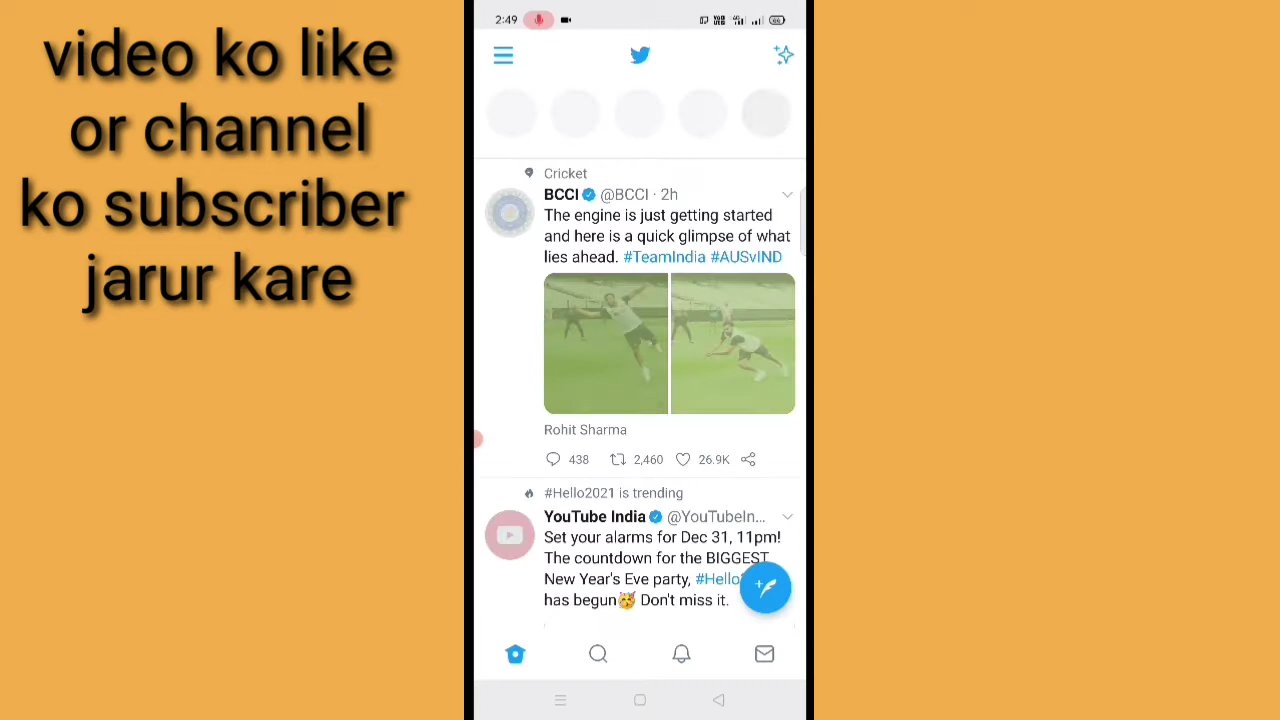 video ko like
or channel
ko subscriber
jarur kare
2:49
Cricket
BCCI @BCCI · 2h
The engine is just getting started
and here is a quick glimpse of what
lies ahead. #TeamIndia #AUSvIND
Rohit Sharma
438 2,460 26.9K
#Hello2021 is trending
YouTube India @YouTubeIn...
Set your alarms for Dec 31, 11pm!
The countdown for the BIGGEST
New Year's Eve party, #Hello
has begun🥳 Don't miss it.